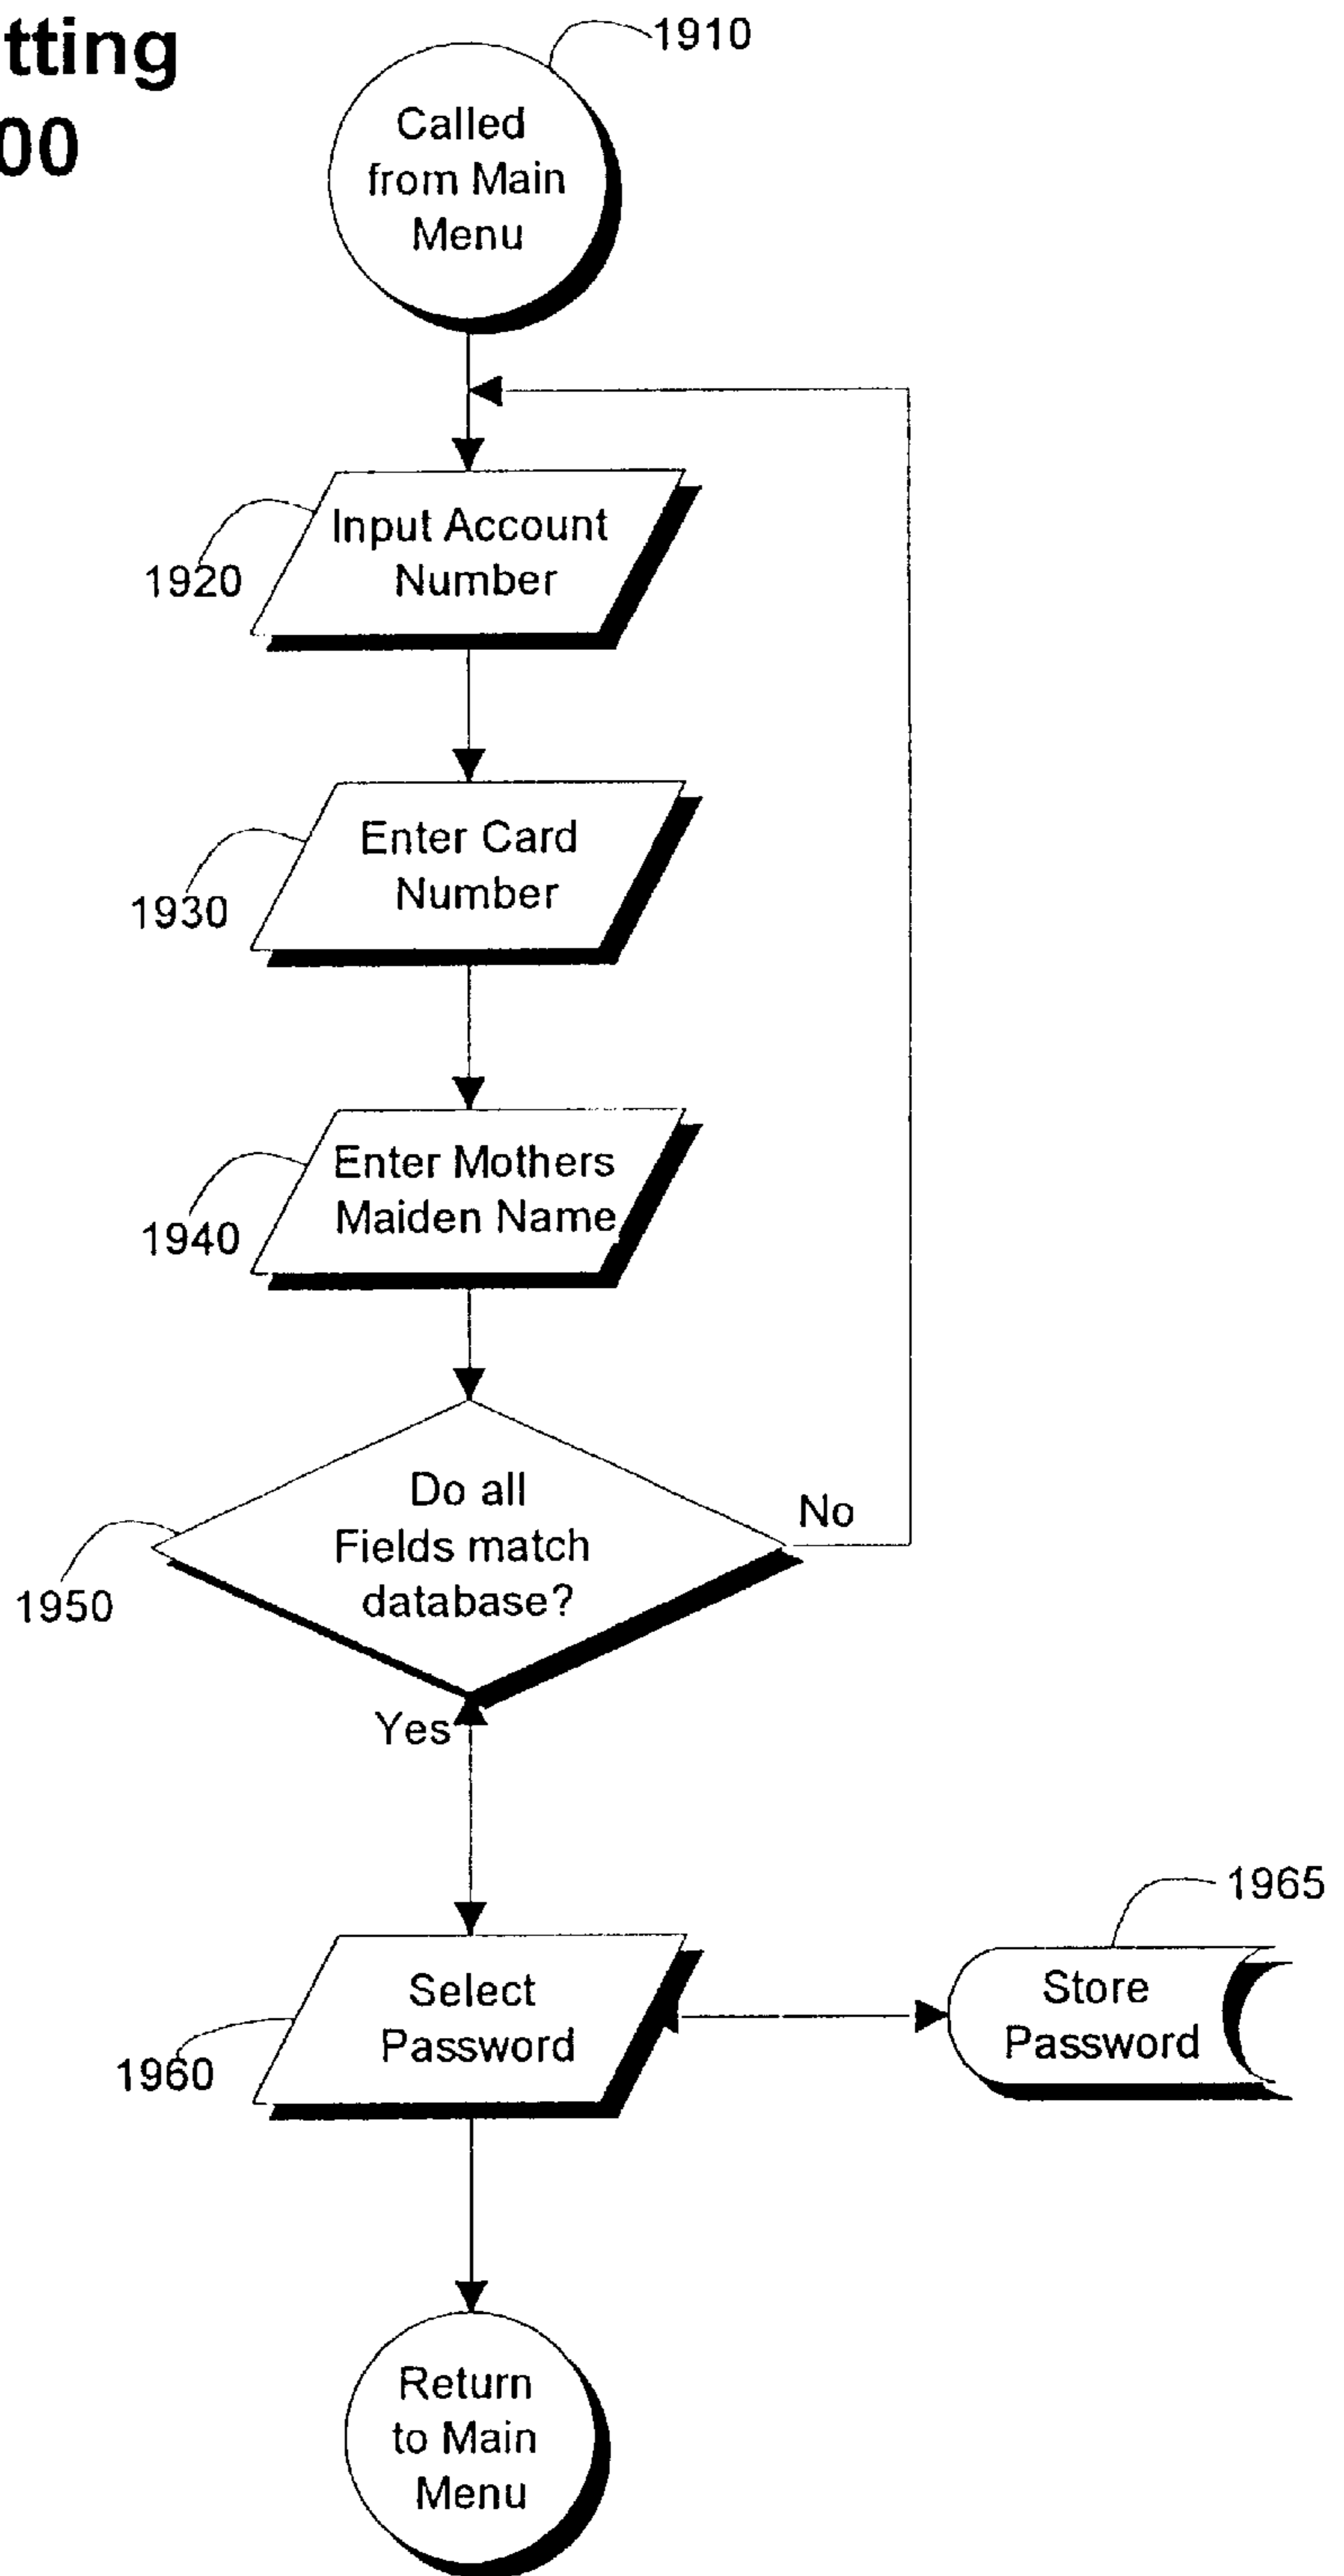 tting
00
1910
Called
from Main
Menu
Input Account
Number
1920
Enter Card
Number
1930
Enter Mothers
Maiden Name
1940
Do all
Fields match
database?
No
1950
Yes
1965
Select
Password
Store
Password
1960
Return
to Main
Menu